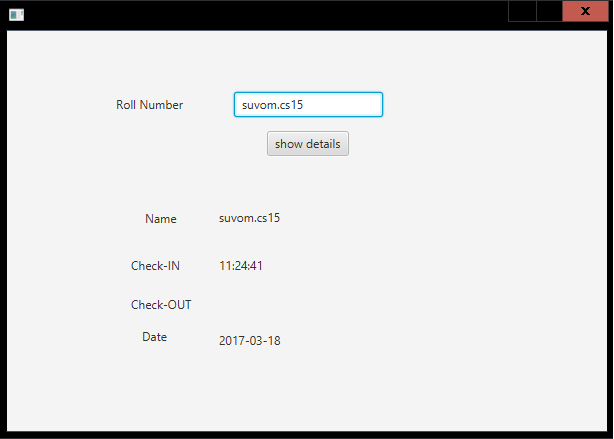 Roll Number suvom.cs15
show details
Name suvom.cs15
Check-IN 11:24:41
Check-OUT
Date 2017-03-18